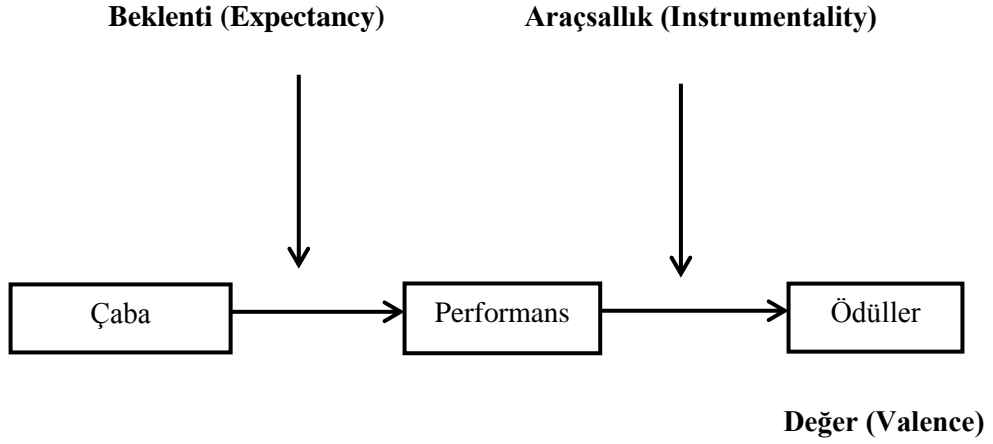 Beklenti (Expectancy)
Araçsallık (Instrumentality)
Çaba
Performans
Ödüller
Değer (Valence)